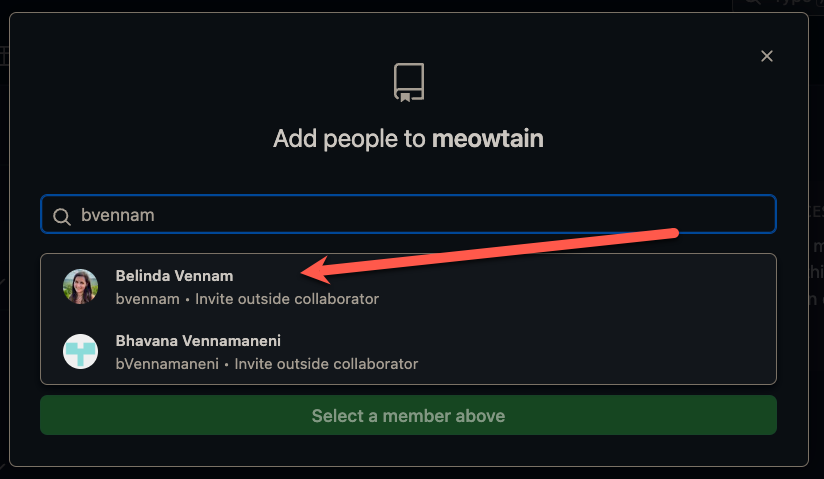 Add people to meowtain
bvennam
Belinda Vennam
bvennam • Invite outside collaborator
Bhavana Vennamaneni
bVennamaneni • Invite outside collaborator
Select a member above